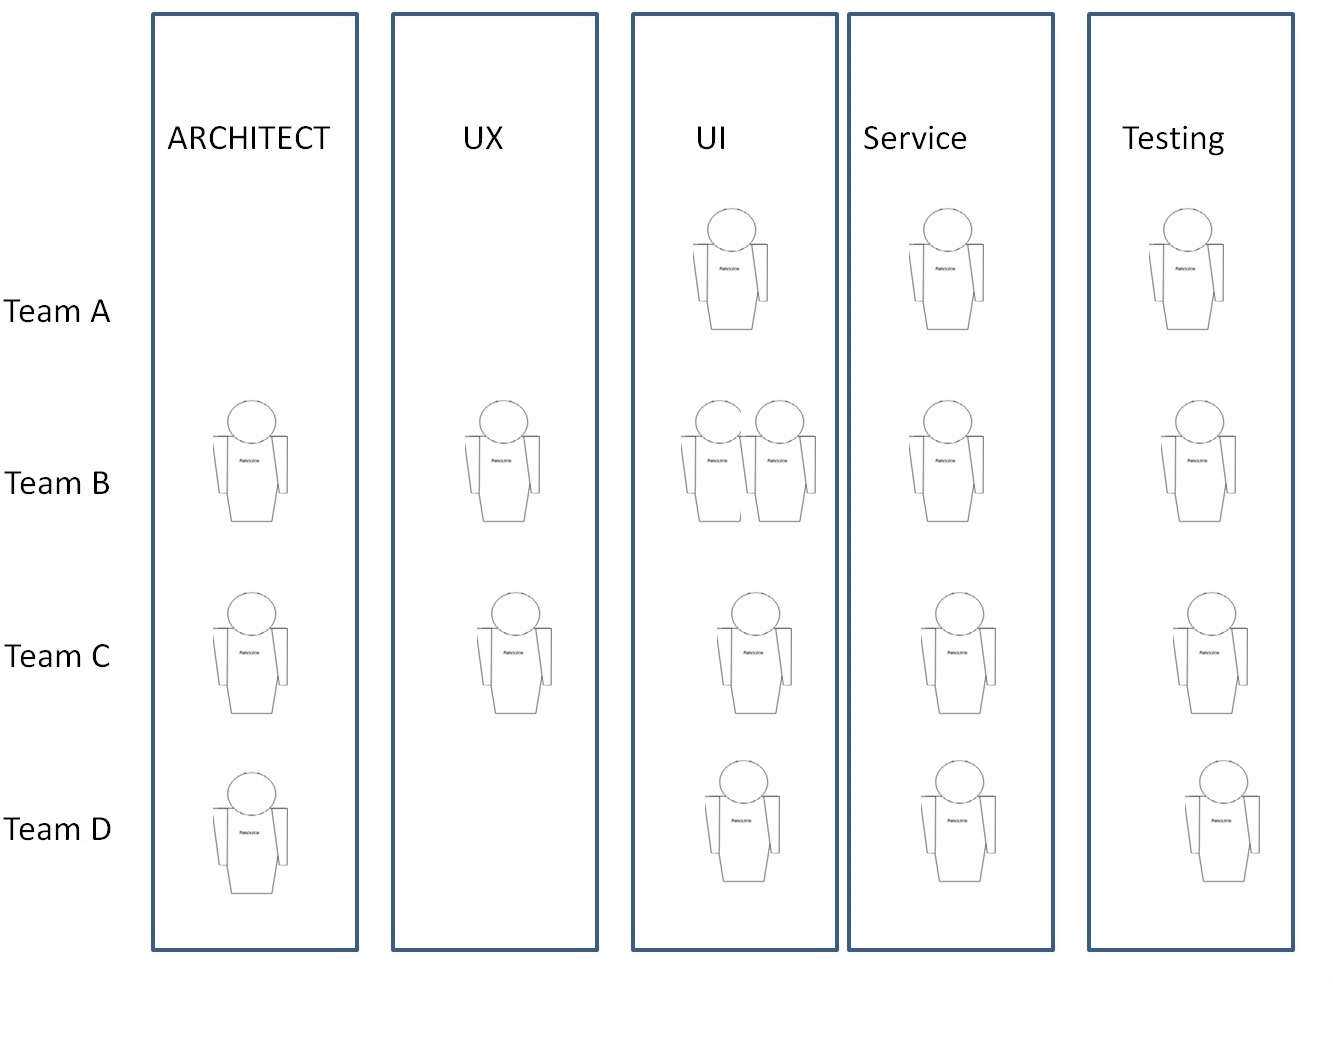 ARCHITECT UX UI Service Testing
Resource Resource Resource
Team A
Resource Resource Resource Resource Resource Resource
Team B
Resource Resource Resource Resource Resource
Team C
Resource Resource Resource
Team D
Resource